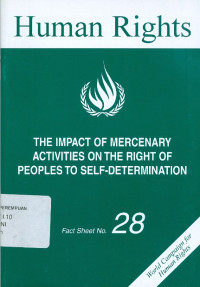 Human Rights
THE IMPACT OF MERCENARY
ACTIVITIES ON THE RIGHT OF
PEOPLES TO SELF-DETERMINATION
PEREMPUAN
Fact Sheet No. 28
World Campaign for
Human Rights